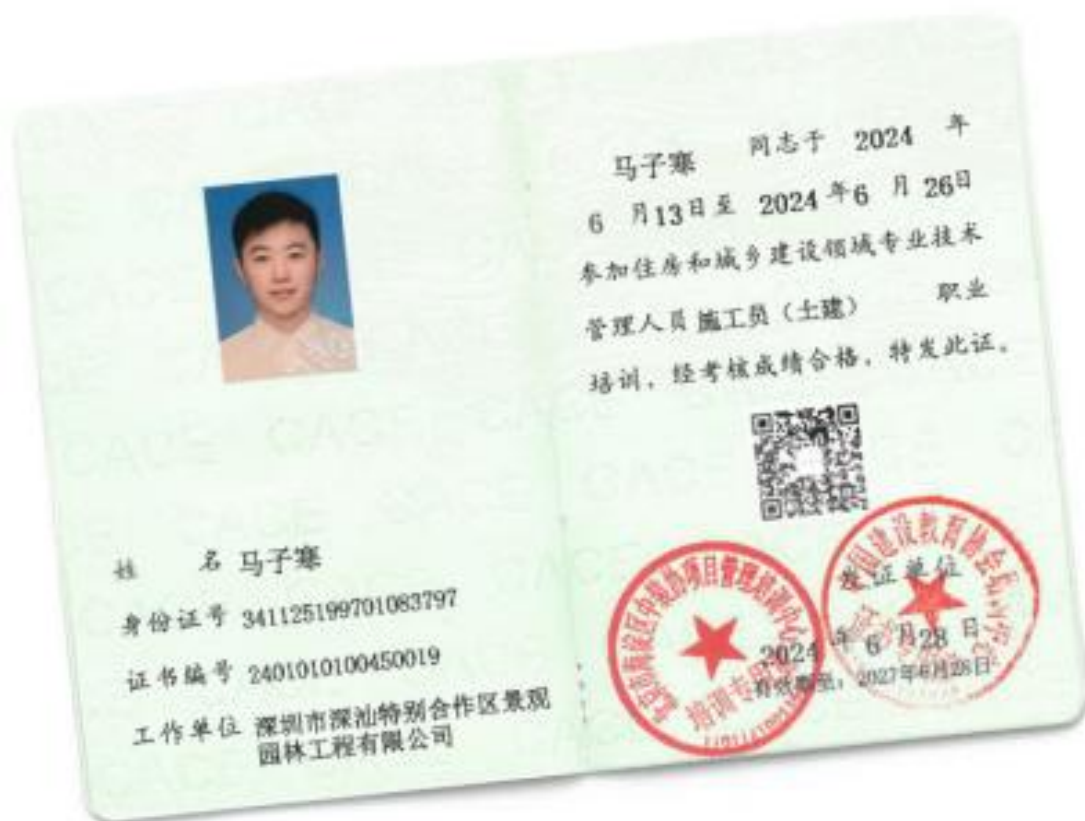 姓 名 马子寒
身份证号 341125199701083797
证书编号 2401010100450019
工作单位 深圳市深汕特别合作区景观
园林工程有限公司
马子寒 同志于 2024 年
6 月13日至 2024 年6 月 26日
参加住房和城乡建设领域专业技术
管理人员 施工员（土建） 职业
培训，经考核成绩合格，特发此证。
发证单位
2024 年 6 月28 日
有效期至：2027年6月28日
培训专用章